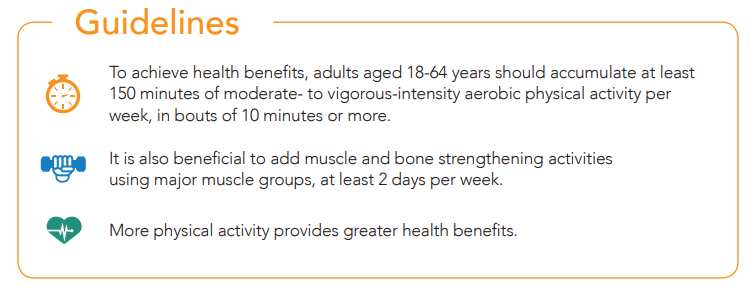 Guidelines
To achieve health benefits, adults aged 18-64 years should accumulate at least
150 minutes of moderate- to vigorous-intensity aerobic physical activity per
week, in bouts of 10 minutes or more.
It is also beneficial to add muscle and bone strengthening activities
using major muscle groups, at least 2 days per week.
More physical activity provides greater health benefits.